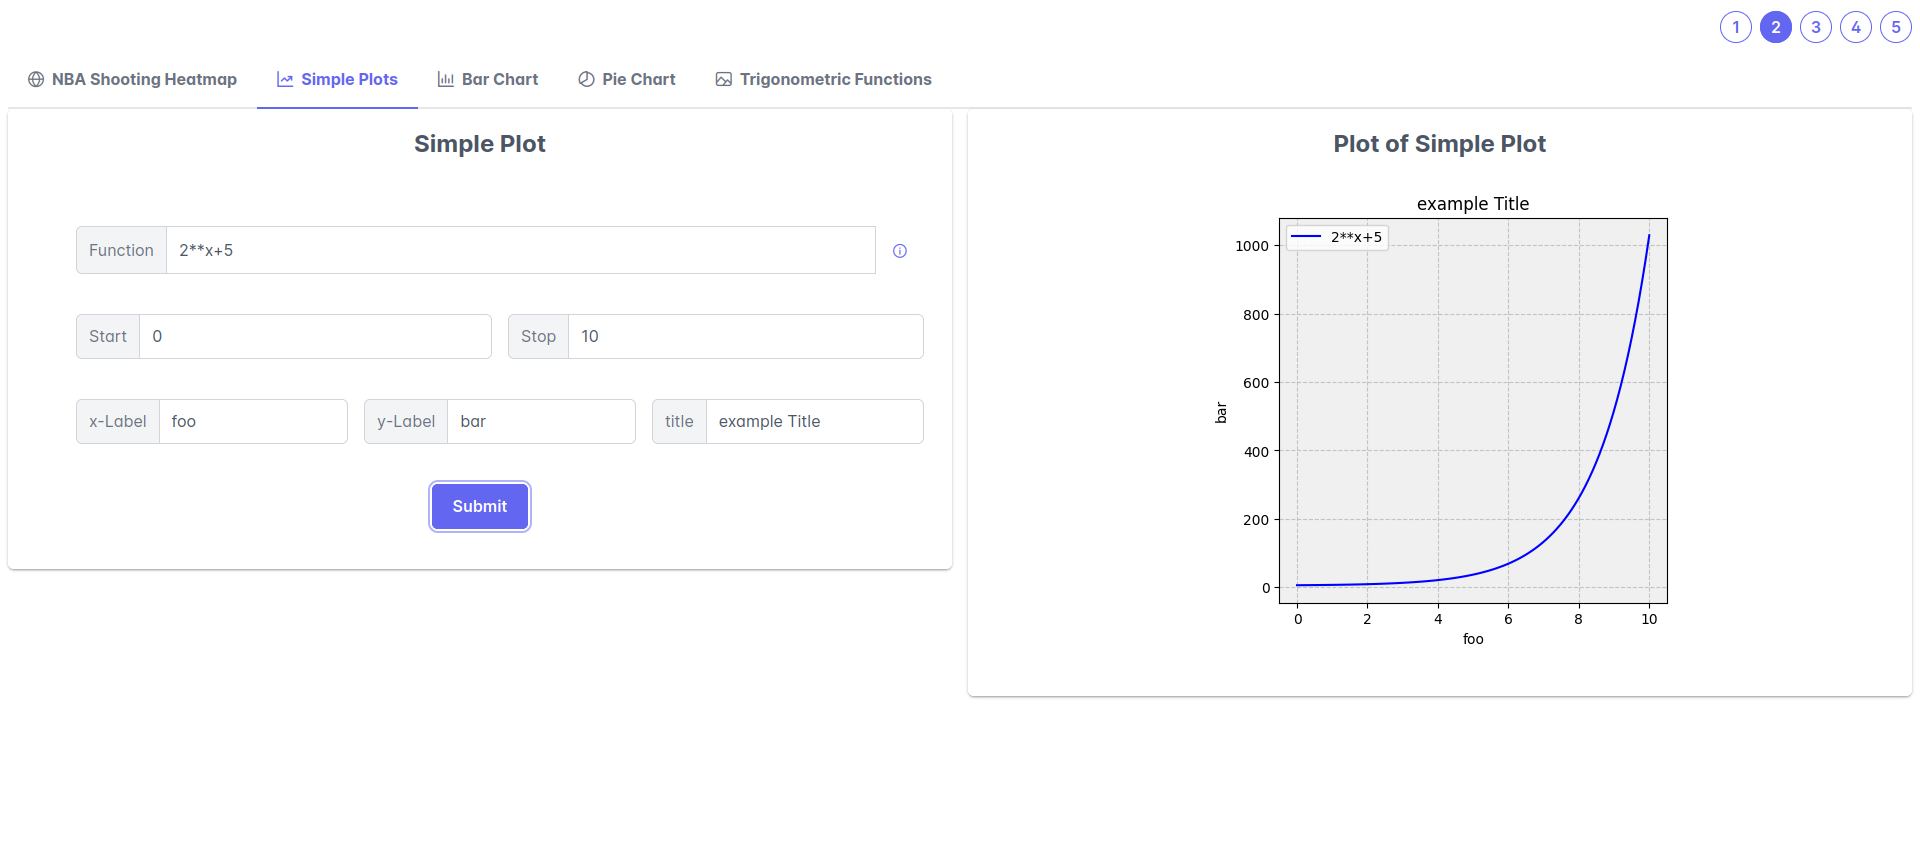 1 2 3 4 5
NBA Shooting Heatmap Simple Plots Bar Chart Pie Chart Trigonometric Functions
Simple Plot
Function 2**x+5
Start 0 Stop 10
x-Label foo y-Label bar title example Title
Submit
Plot of Simple Plot
example Title
2**x+5
1000
800
600
400
200
0
bar
0 2 4 6 8 10
foo